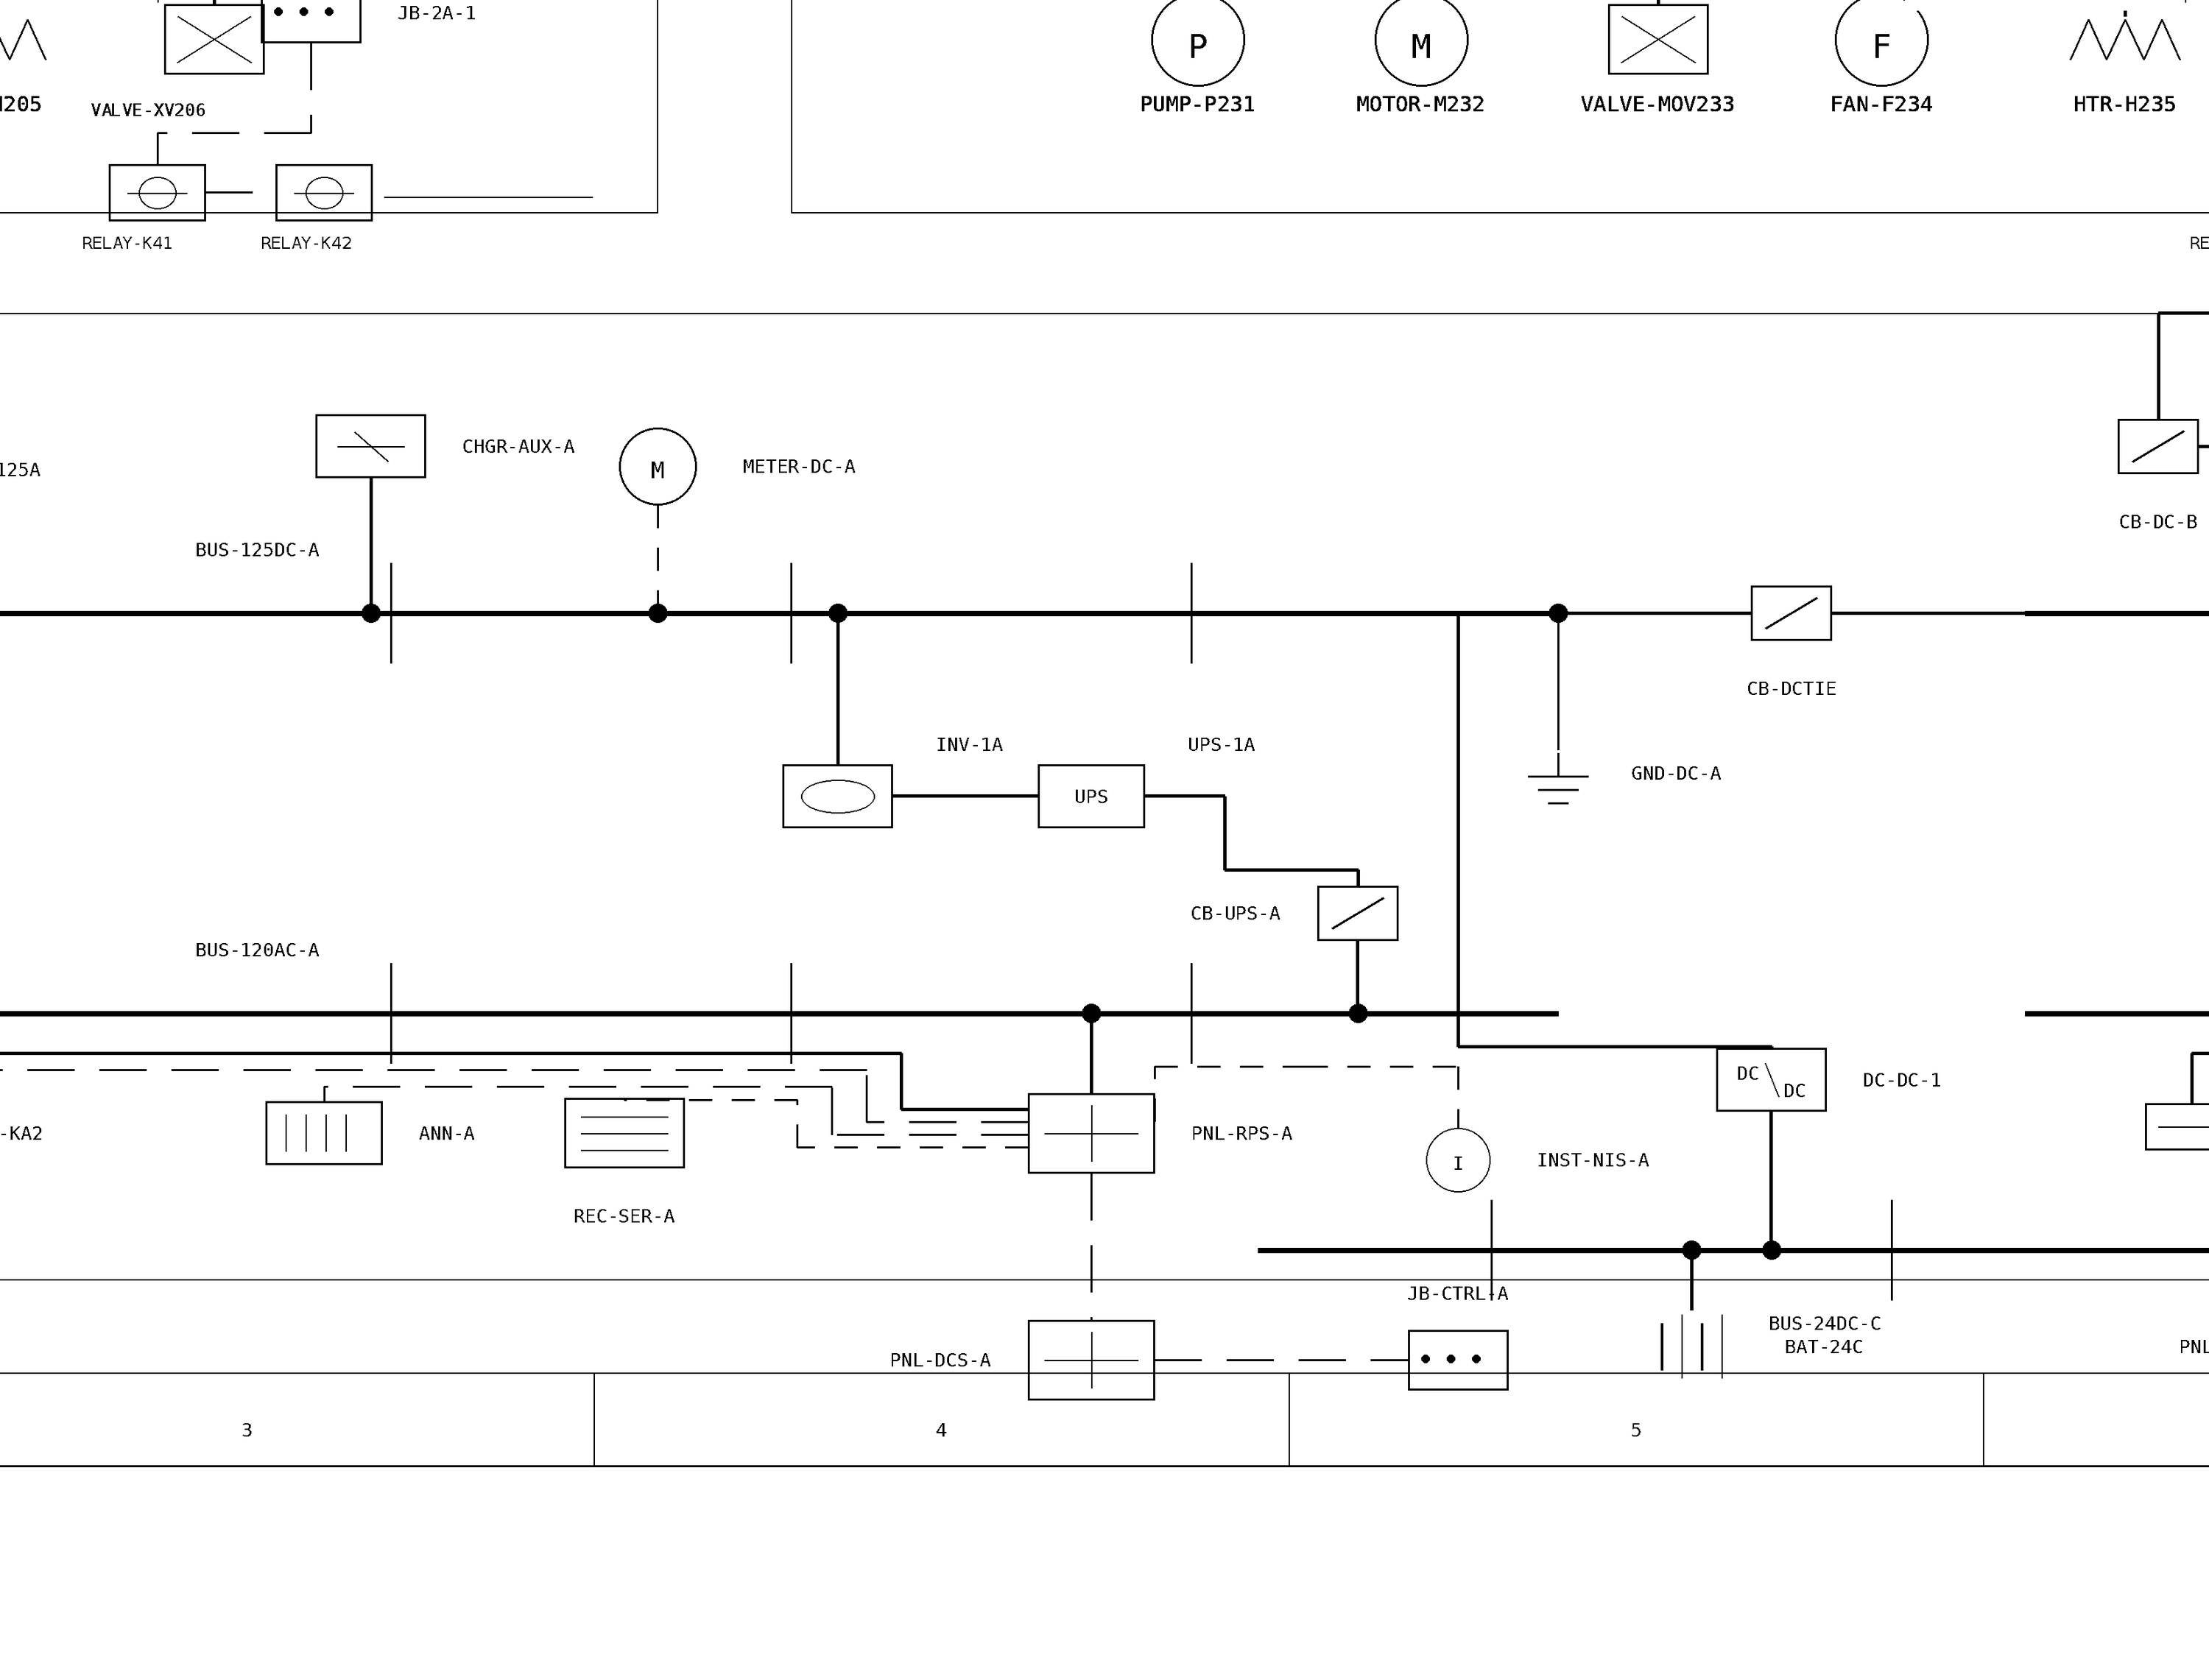 JB-2A-1
P
M
F
PUMP-P231
MOTOR-M232
VALVE-MOV233
FAN-F234
HTR-H235
VALVE-XV206
RELAY-K41
RELAY-K42
CHGR-AUX-A
M
METER-DC-A
125A
CB-DC-B
BUS-125DC-A
CB-DCTIE
INV-1A
UPS-1A
UPS
GND-DC-A
CB-UPS-A
BUS-120AC-A
DC
DC
DC-DC-1
-KA2
ANN-A
PNL-RPS-A
I
INST-NIS-A
REC-SER-A
JB-CTRL-A
BUS-24DC-C
BAT-24C
PNL-DCS-A
PNL
3
4
5